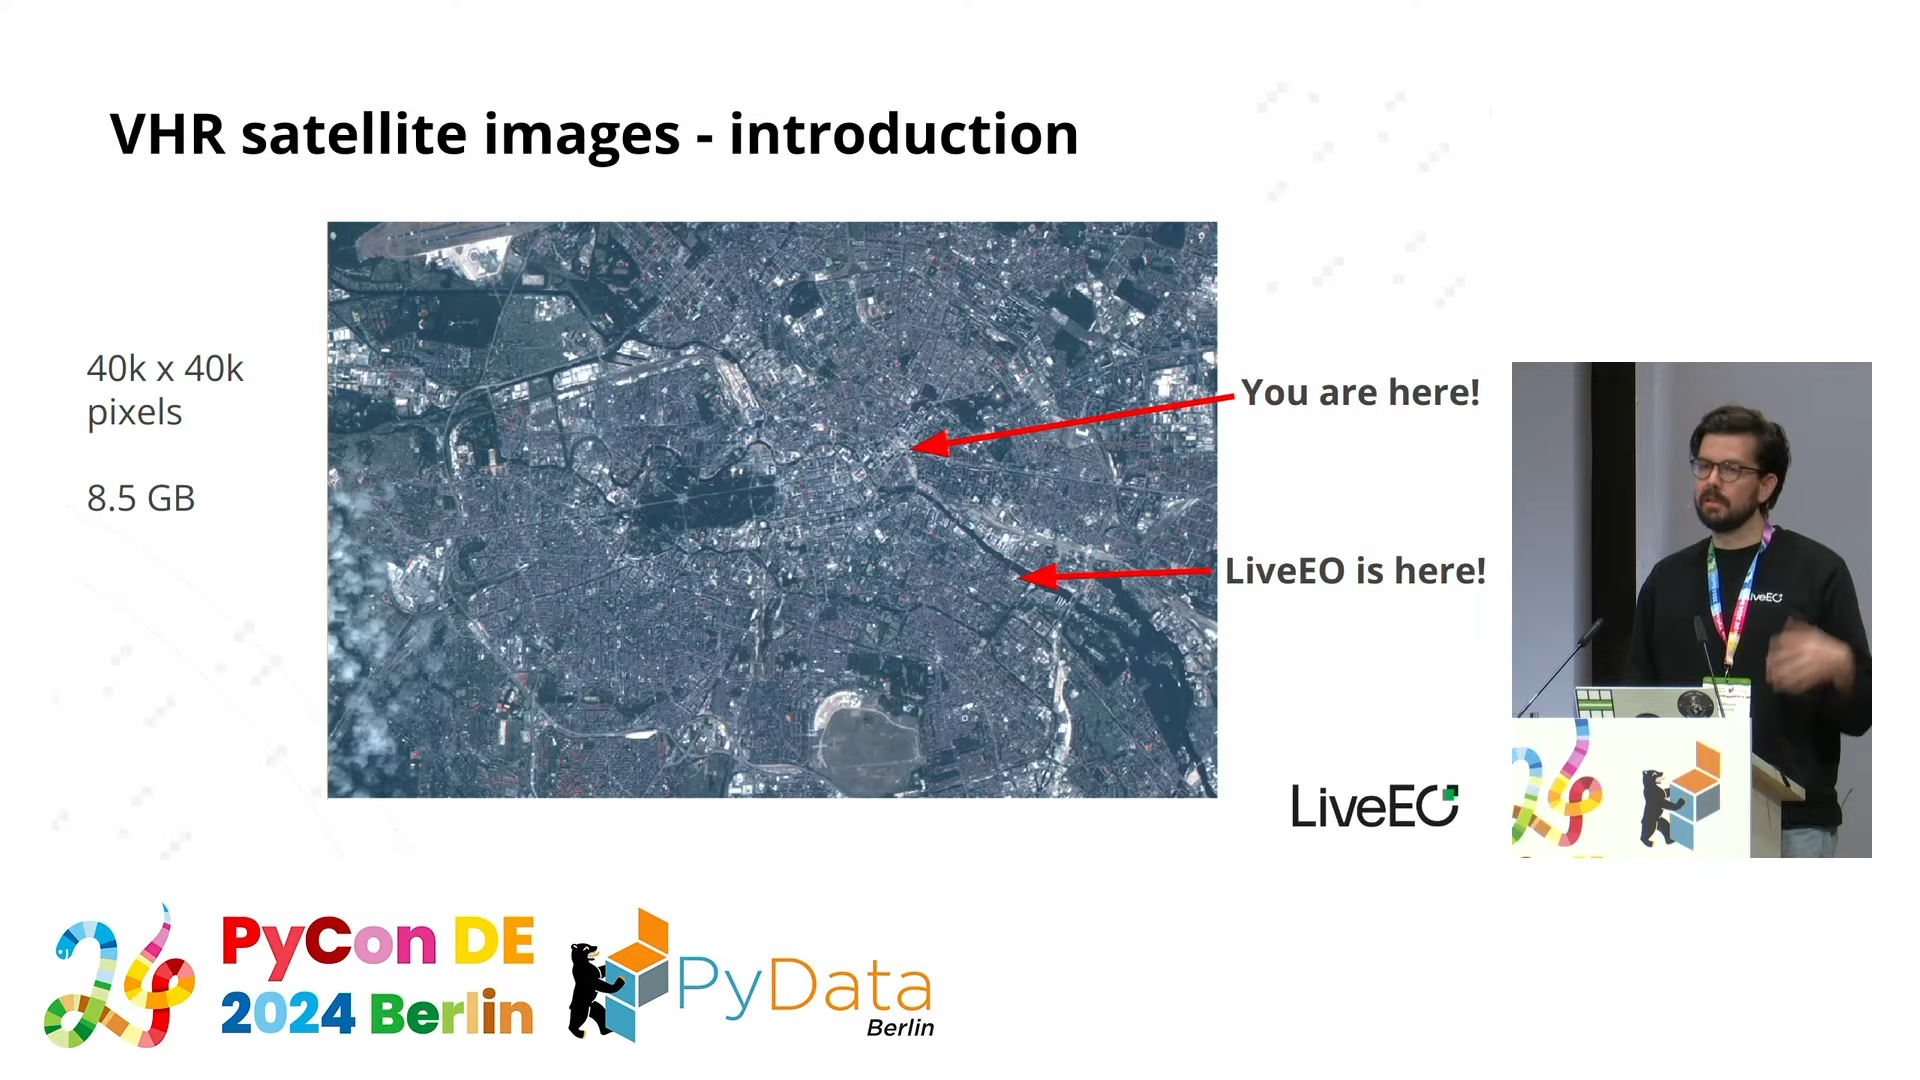 VHR satellite images - introduction
40k x 40k
pixels
8.5 GB
You are here!
LiveEO is here!
LiveEO
LiveEO
PyCon DE
2024 Berlin
PyData
Berlin